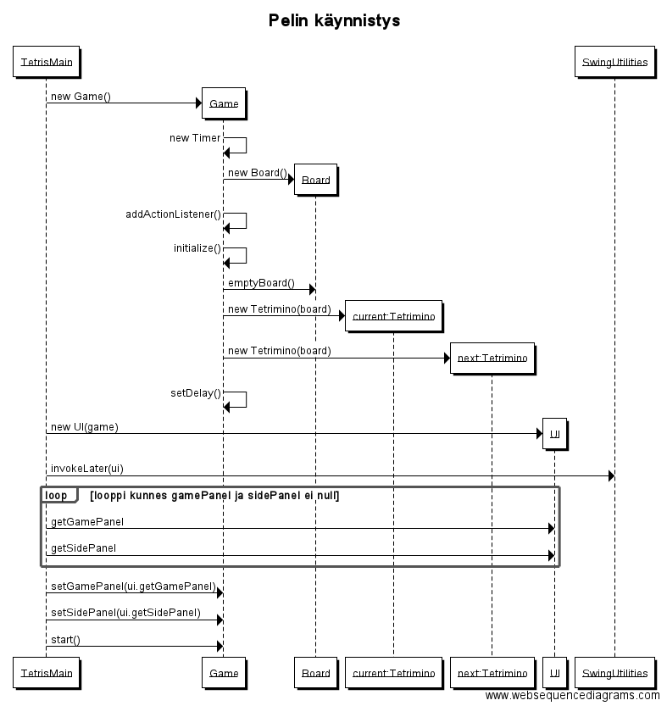 Pelin käynnistys
TetrisMain
SwingUtilities
new Game()
Game
new Timer
new Board()
Board
addActionListener()
initialize()
emptyBoard()
new Tetrimino(board)
current:Tetrimino
new Tetrimino(board)
next:Tetrimino
setDelay()
new UI(game)
UI
invokeLater(ui)
loop [looppi kunnes gamePanel ja sidePanel ei null]
getGamePanel
getSidePanel
setGamePanel(ui.getGamePanel)
setSidePanel(ui.getSidePanel)
start()
TetrisMain Game Board current:Tetrimino next:Tetrimino UI SwingUtilities
www.websequencediagrams.com